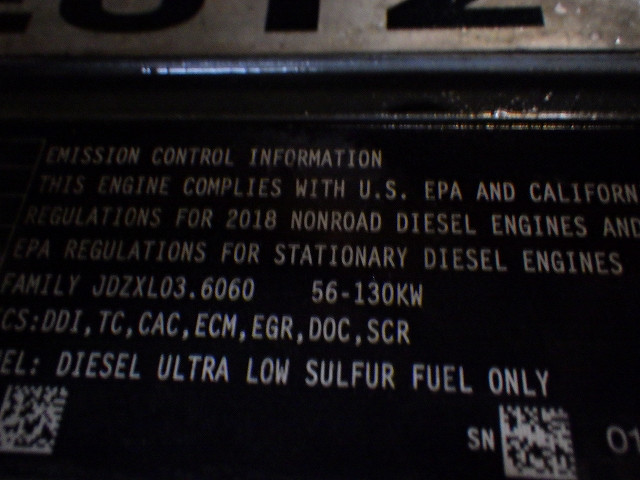 EMISSION CONTROL INFORMATION
THIS ENGINE COMPLIES WITH U.S. EPA AND CALIFORN
REGULATIONS FOR 2018 NONROAD DIESEL ENGINES AND
EPA REGULATIONS FOR STATIONARY DIESEL ENGINES
FAMILY JDZXL03.6060 56-130KW
CS:DDI,TC,CAC,ECM,EGR,DOC,SCR
EL: DIESEL ULTRA LOW SULFUR FUEL ONLY
SN 01